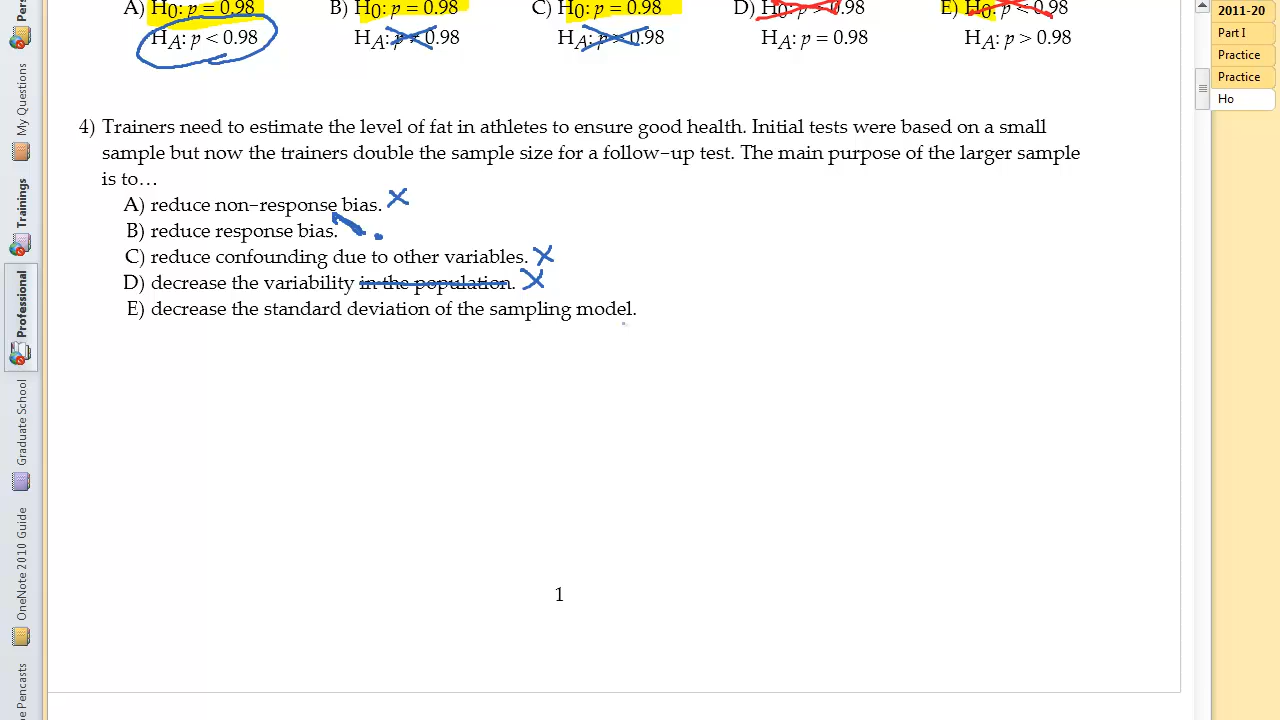 A) H0: p = 0.98 B) H0: p = 0.98 C) H0: p = 0.98 D) H0: p > 0.98 E) H0: p < 0.98
HA: p < 0.98 HA: p ≠ 0.98 HA: p > 0.98 HA: p = 0.98 HA: p > 0.98
4) Trainers need to estimate the level of fat in athletes to ensure good health. Initial tests were based on a small
sample but now the trainers double the sample size for a follow-up test. The main purpose of the larger sample
is to…
A) reduce non-response bias.
B) reduce response bias.
C) reduce confounding due to other variables.
D) decrease the variability in the population.
E) decrease the standard deviation of the sampling model.
1
Pers
My Questions
Trainings
Professional
Graduate School
OneNote 2010 Guide
e Pencasts
2011-20
Part I
Practice
Practice
Ho